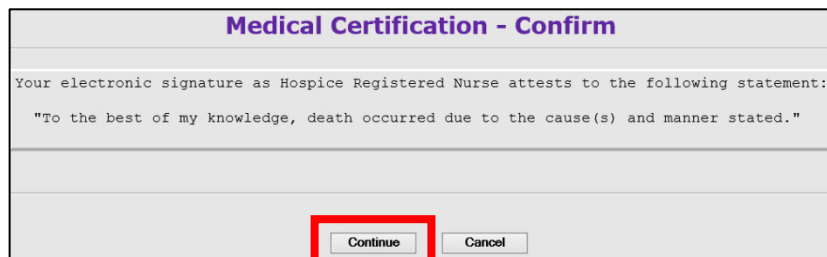 Medical Certification - Confirm
Your electronic signature as Hospice Registered Nurse attests to the following statement:
"To the best of my knowledge, death occurred due to the cause(s) and manner stated."
Continue Cancel